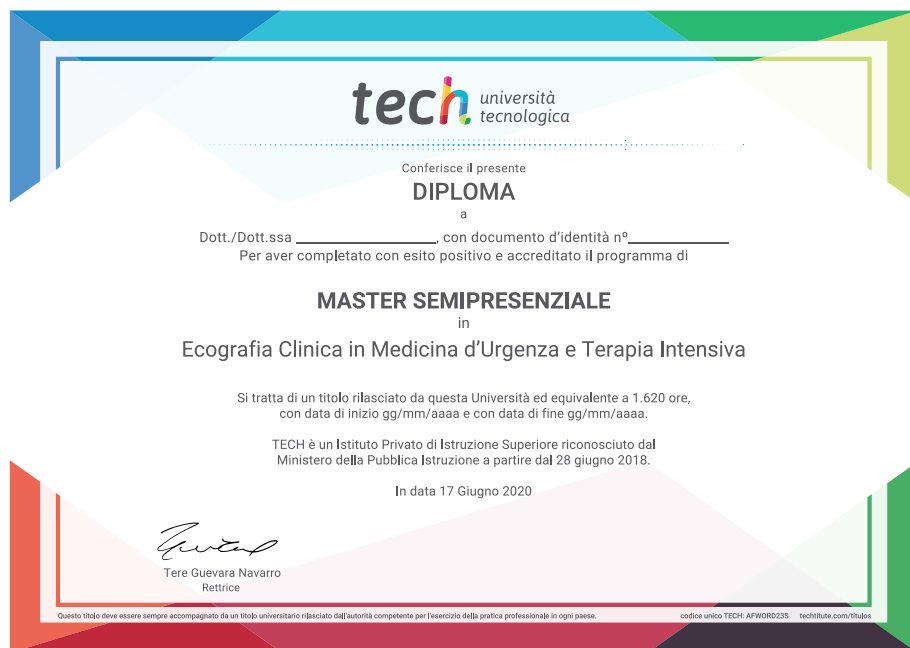 tech università
tecnologica
Conferisce il presente
DIPLOMA
a
Dott./Dott.ssa ________________, con documento d'identità nº____________
Per aver completato con esito positivo e accreditato il programma di
MASTER SEMIPRESENZIALE
in
Ecografia Clinica in Medicina d'Urgenza e Terapia Intensiva
Si tratta di un titolo rilasciato da questa Università ed equivalente a 1.620 ore,
con data di inizio gg/mm/aaaa e con data di fine gg/mm/aaaa.
TECH è un Istituto Privato di Istruzione Superiore riconosciuto dal
Ministero della Pubblica Istruzione a partire dal 28 giugno 2018.
In data 17 Giugno 2020
Tere Guevara Navarro
Rettrice
Questo titolo deve essere sempre accompagnato da un titolo universitario rilasciato dall'autorità competente per l'esercizio della pratica professionale in ogni paese. codice unico TECH: AFWORD23S techtitute.com/titulos